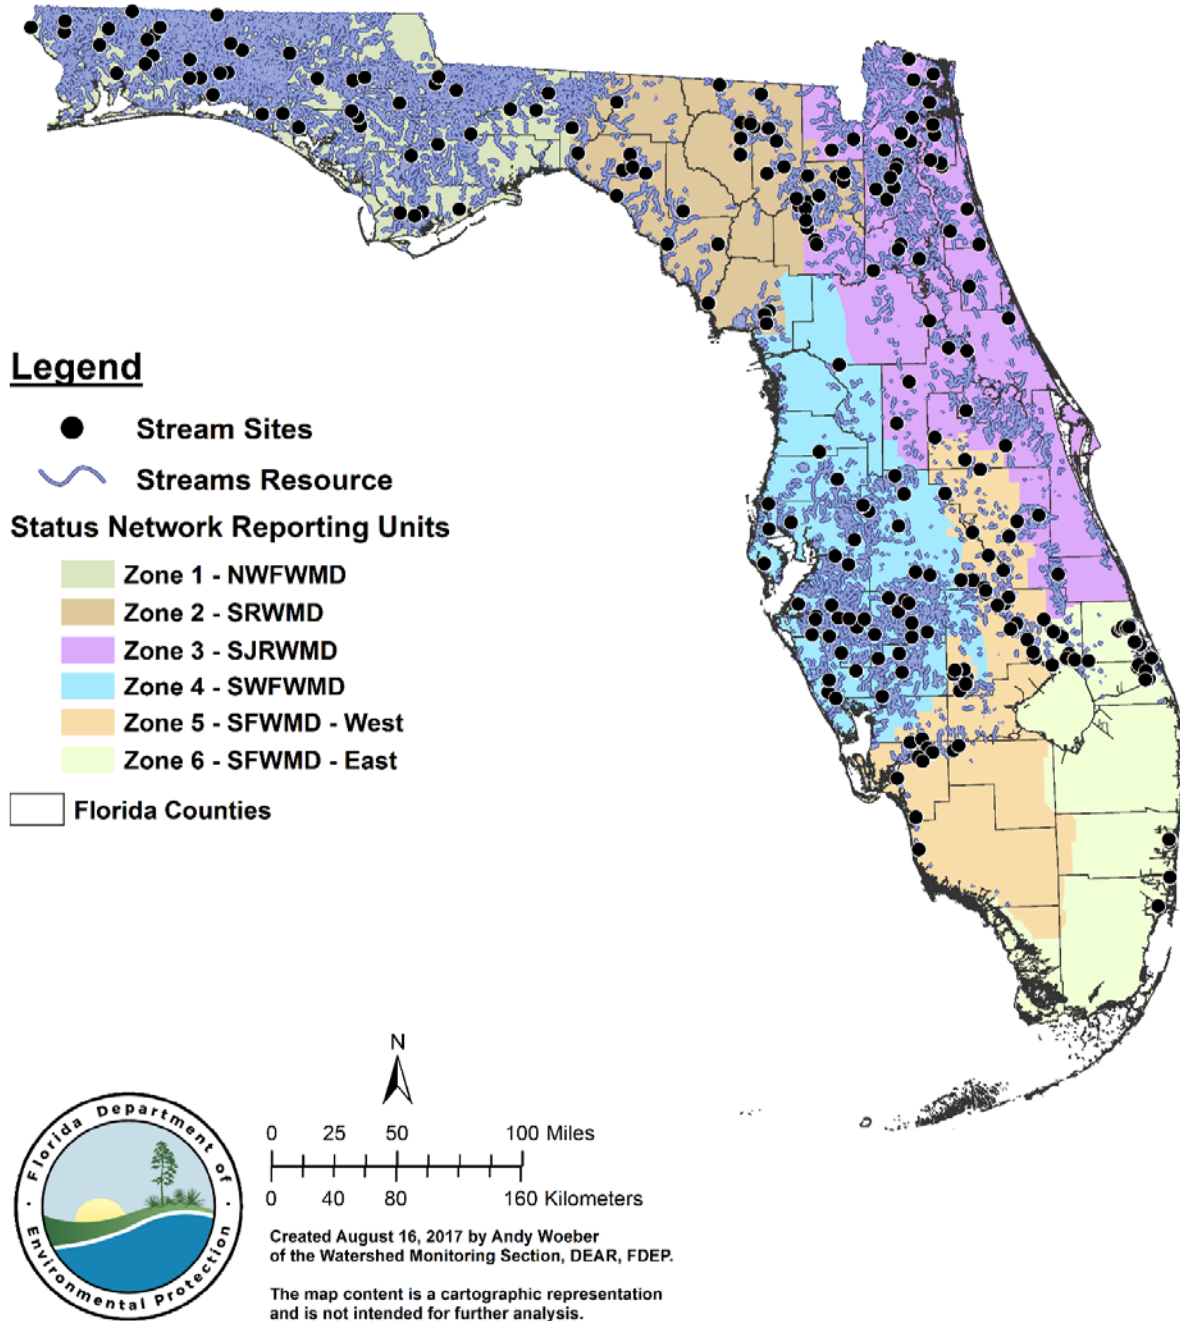 Legend
Stream Sites
Streams Resource
Status Network Reporting Units
Zone 1 - NWFWMD
Zone 2 - SRWMD
Zone 3 - SJRWMD
Zone 4 - SWFWMD
Zone 5 - SFWMD - West
Zone 6 - SFWMD - East
Florida Counties
N
0 25 50 100 Miles
0 40 80 160 Kilometers
Florida Department of
Environmental Protection
Created August 16, 2017 by Andy Woeber
of the Watershed Monitoring Section, DEAR, FDEP.
The map content is a cartographic representation
and is not intended for further analysis.